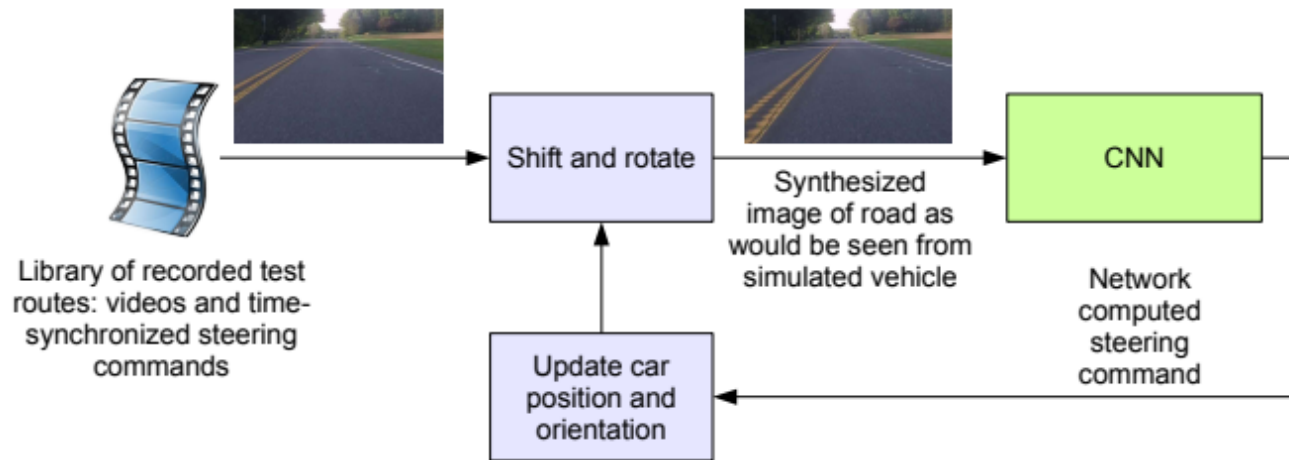 Shift and rotate
CNN
Synthesized
image of road as
would be seen from
simulated vehicle
Library of recorded test
routes: videos and time-
synchronized steering
commands
Network
computed
steering
command
Update car
position and
orientation